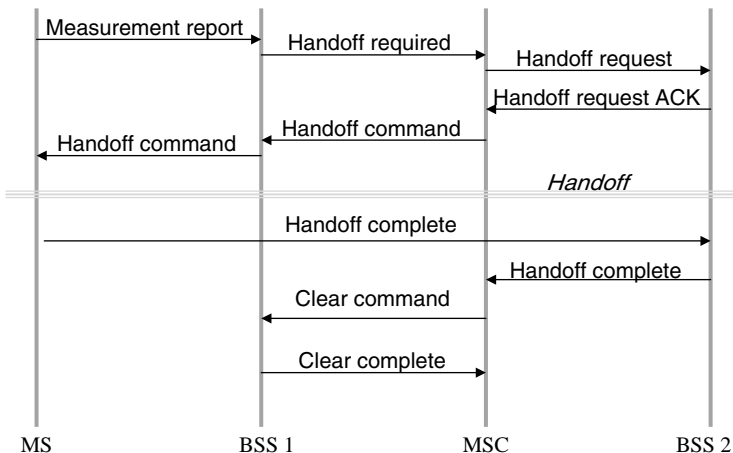 Measurement report
Handoff required
Handoff request
Handoff request ACK
Handoff command
Handoff command
Handoff
Handoff complete
Handoff complete
Clear command
Clear complete
MS
BSS 1
MSC
BSS 2